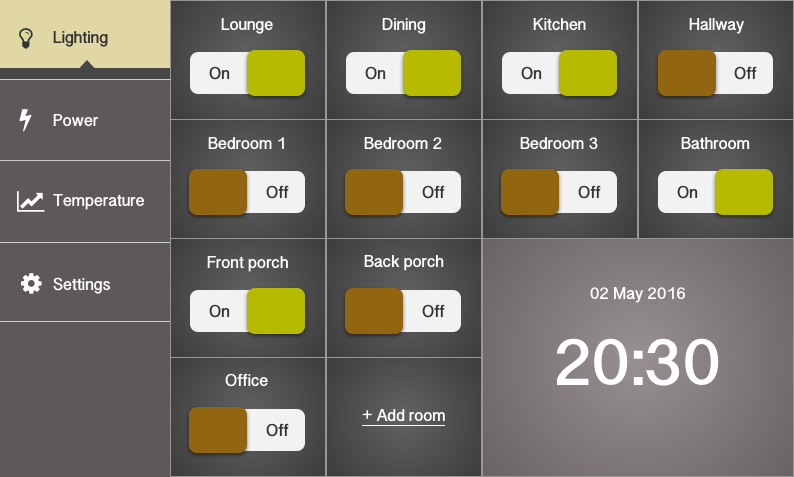 Lighting
Power
Temperature
Settings
Lounge
On
Dining
On
Kitchen
On
Hallway
Off
Bedroom 1
Off
Bedroom 2
Off
Bedroom 3
Off
Bathroom
On
Front porch
On
Back porch
Off
02 May 2016
20:30
Office
Off
+ Add room